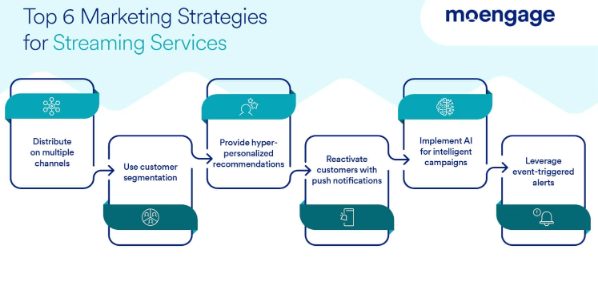 Top 6 Marketing Strategies
for Streaming Services
moengage
Distribute
on multiple
channels
Use customer
segmentation
Provide hyper-
personalized
recommendations
Reactivate
customers with
push notifications
Implement AI
for intelligent
campaigns
Leverage
event-triggered
alerts